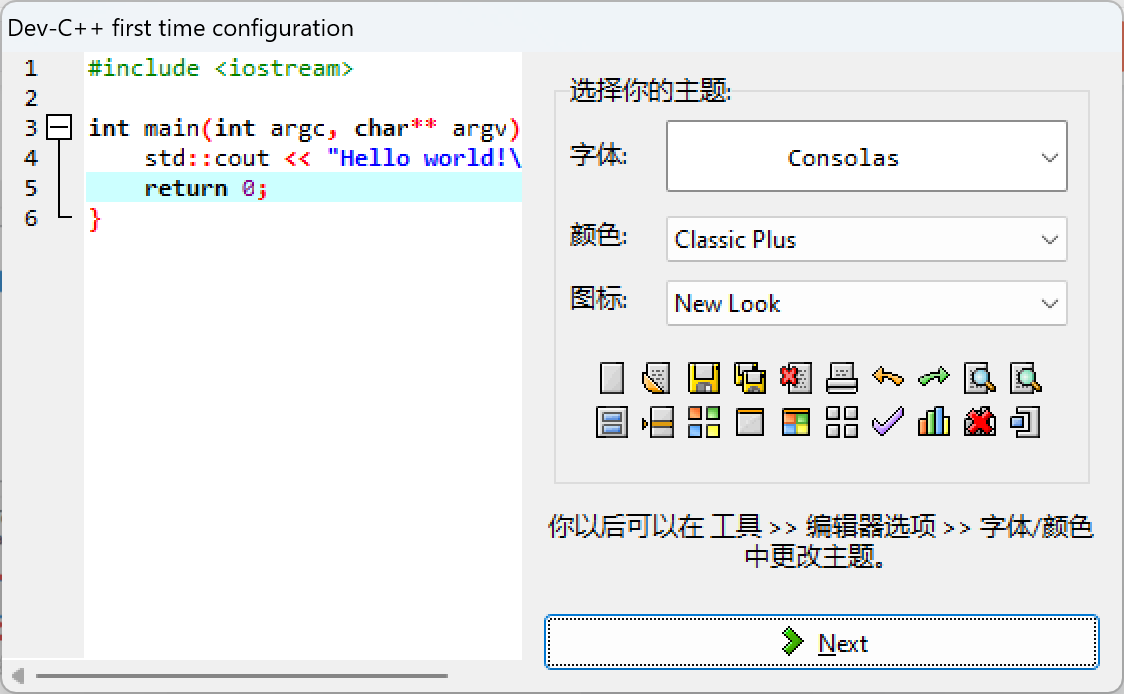 Dev-C++ first time configuration
1 #include <iostream>
2
3 int main(int argc, char** argv)
4 std::cout << "Hello world!\
5 return 0;
6 }
选择你的主题:
字体: Consolas
颜色: Classic Plus
图标: New Look
你以后可以在 工具 >> 编辑器选项 >> 字体/颜色
中更改主题。
Next